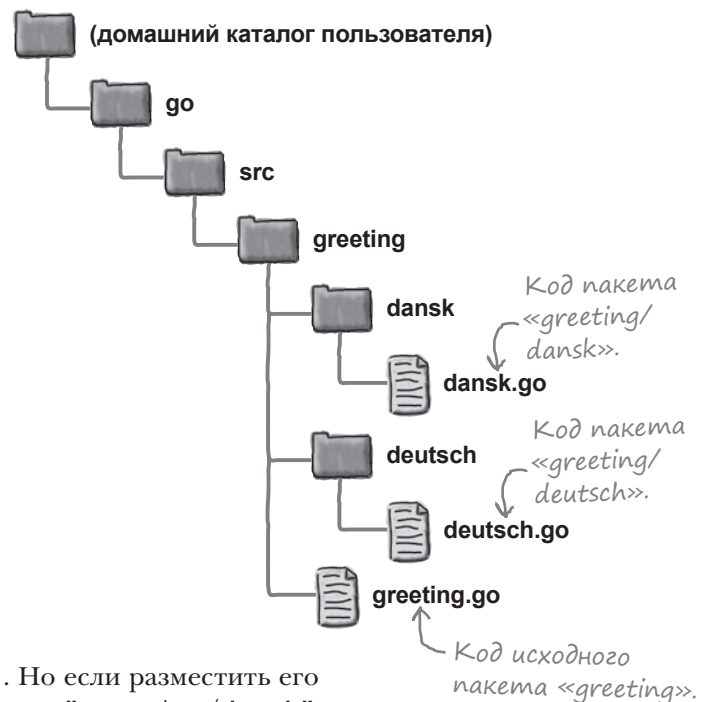 (домашний каталог пользователя)
go
src
greeting
dansk
Код пакета
«greeting/
dansk».
dansk.go
deutsch
Код пакета
«greeting/
deutsch».
deutsch.go
greeting.go
Код исходного
пакета «greeting».
. Но если разместить его